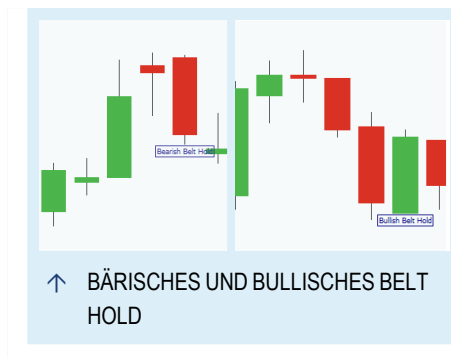 Bearish Belt Hold
Bullish Belt Hold
↑ BÄRISCHES UND BULLISCHES BELT
HOLD